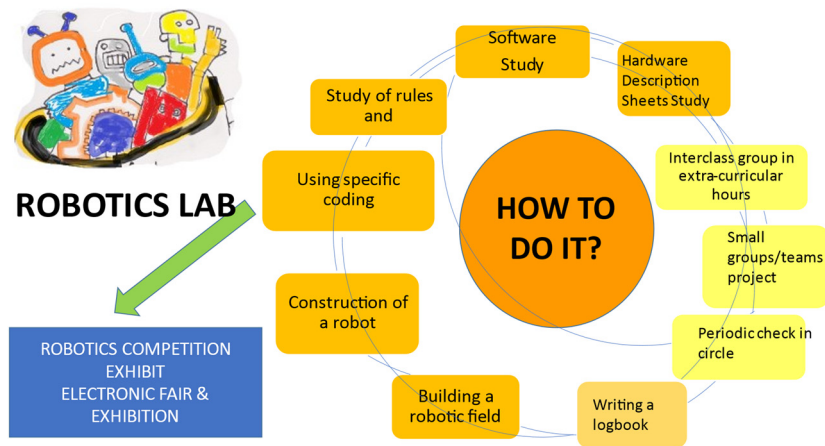 ROBOTICS LAB
ROBOTICS COMPETITION
EXHIBIT
ELECTRONIC FAIR &
EXHIBITION
HOW TO
DO IT?
Software
Study
Hardware
Description
Sheets Study
Interclass group in
extra-curricular
hours
Small
groups/teams
project
Periodic check in
circle
Writing a
logbook
Building a
robotic field
Construction of
a robot
Using specific
coding
Study of rules
and